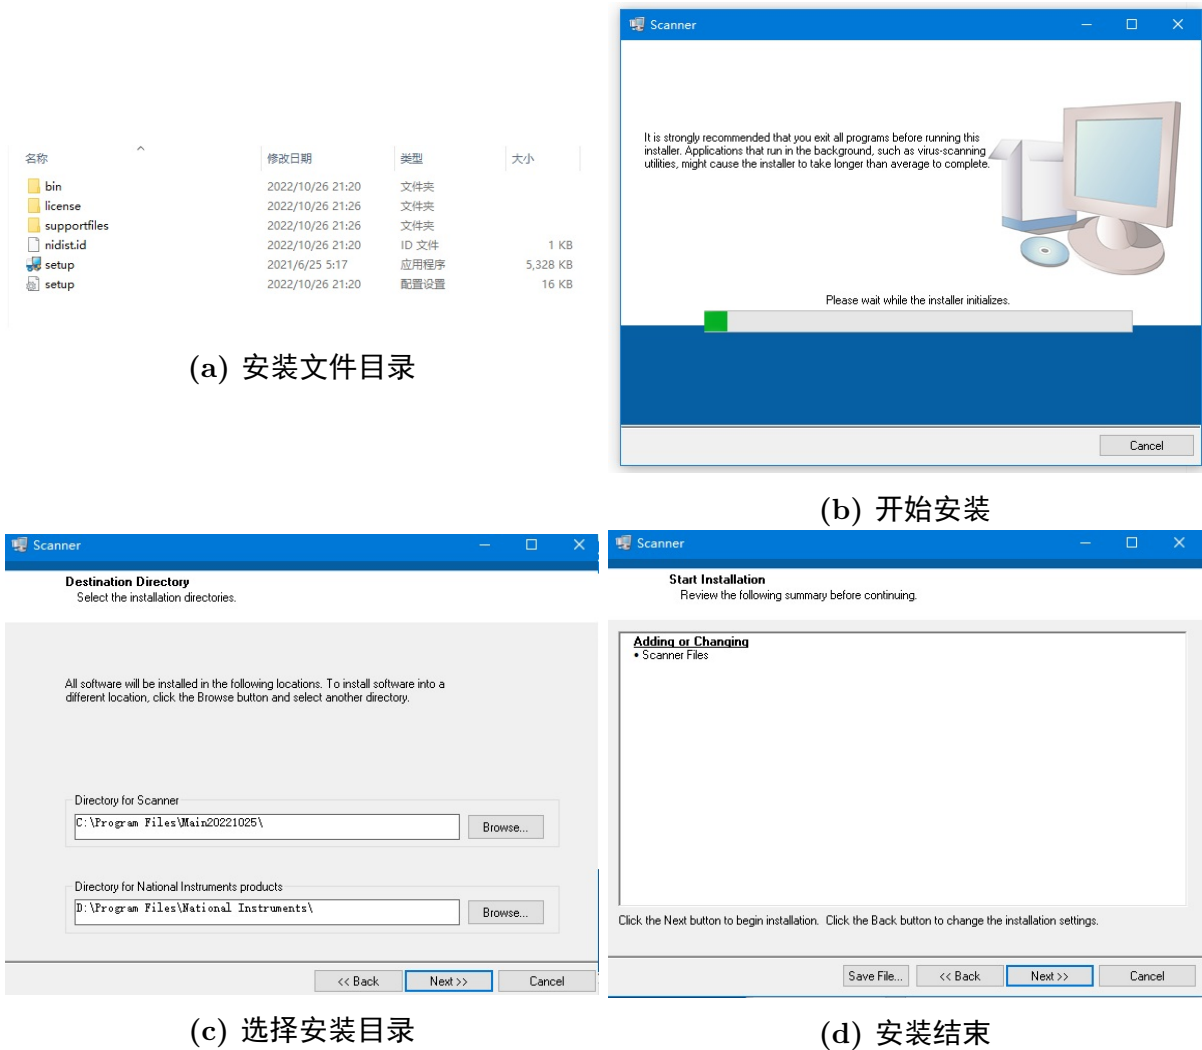 名称 修改日期 类型 大小
bin 2022/10/26 21:20 文件夹
license 2022/10/26 21:26 文件夹
supportfiles 2022/10/26 21:26 文件夹
nidist.id 2022/10/26 21:20 ID 文件 1 KB
setup 2021/6/25 5:17 应用程序 5,328 KB
setup 2022/10/26 21:20 配置设置 16 KB
(a) 安装文件目录
Scanner
It is strongly recommended that you exit all programs before running this
installer. Applications that run in the background, such as virus-scanning
utilities, might cause the installer to take longer than average to complete.
Please wait while the installer initializes.
Cancel
(b) 开始安装
Scanner
Destination Directory
Select the installation directories.
All software will be installed in the following locations. To install software into a
different location, click the Browse button and select another directory.
Directory for Scanner
C:\Program Files\Main20221025\
Browse...
Directory for National Instruments products
D:\Program Files\National Instruments\
Browse...
<< Back Next >> Cancel
(c) 选择安装目录
Scanner
Start Installation
Review the following summary before continuing.
Adding or Changing
• Scanner Files
Click the Next button to begin installation. Click the Back button to change the installation settings.
Save File... << Back Next >> Cancel
(d) 安装结束